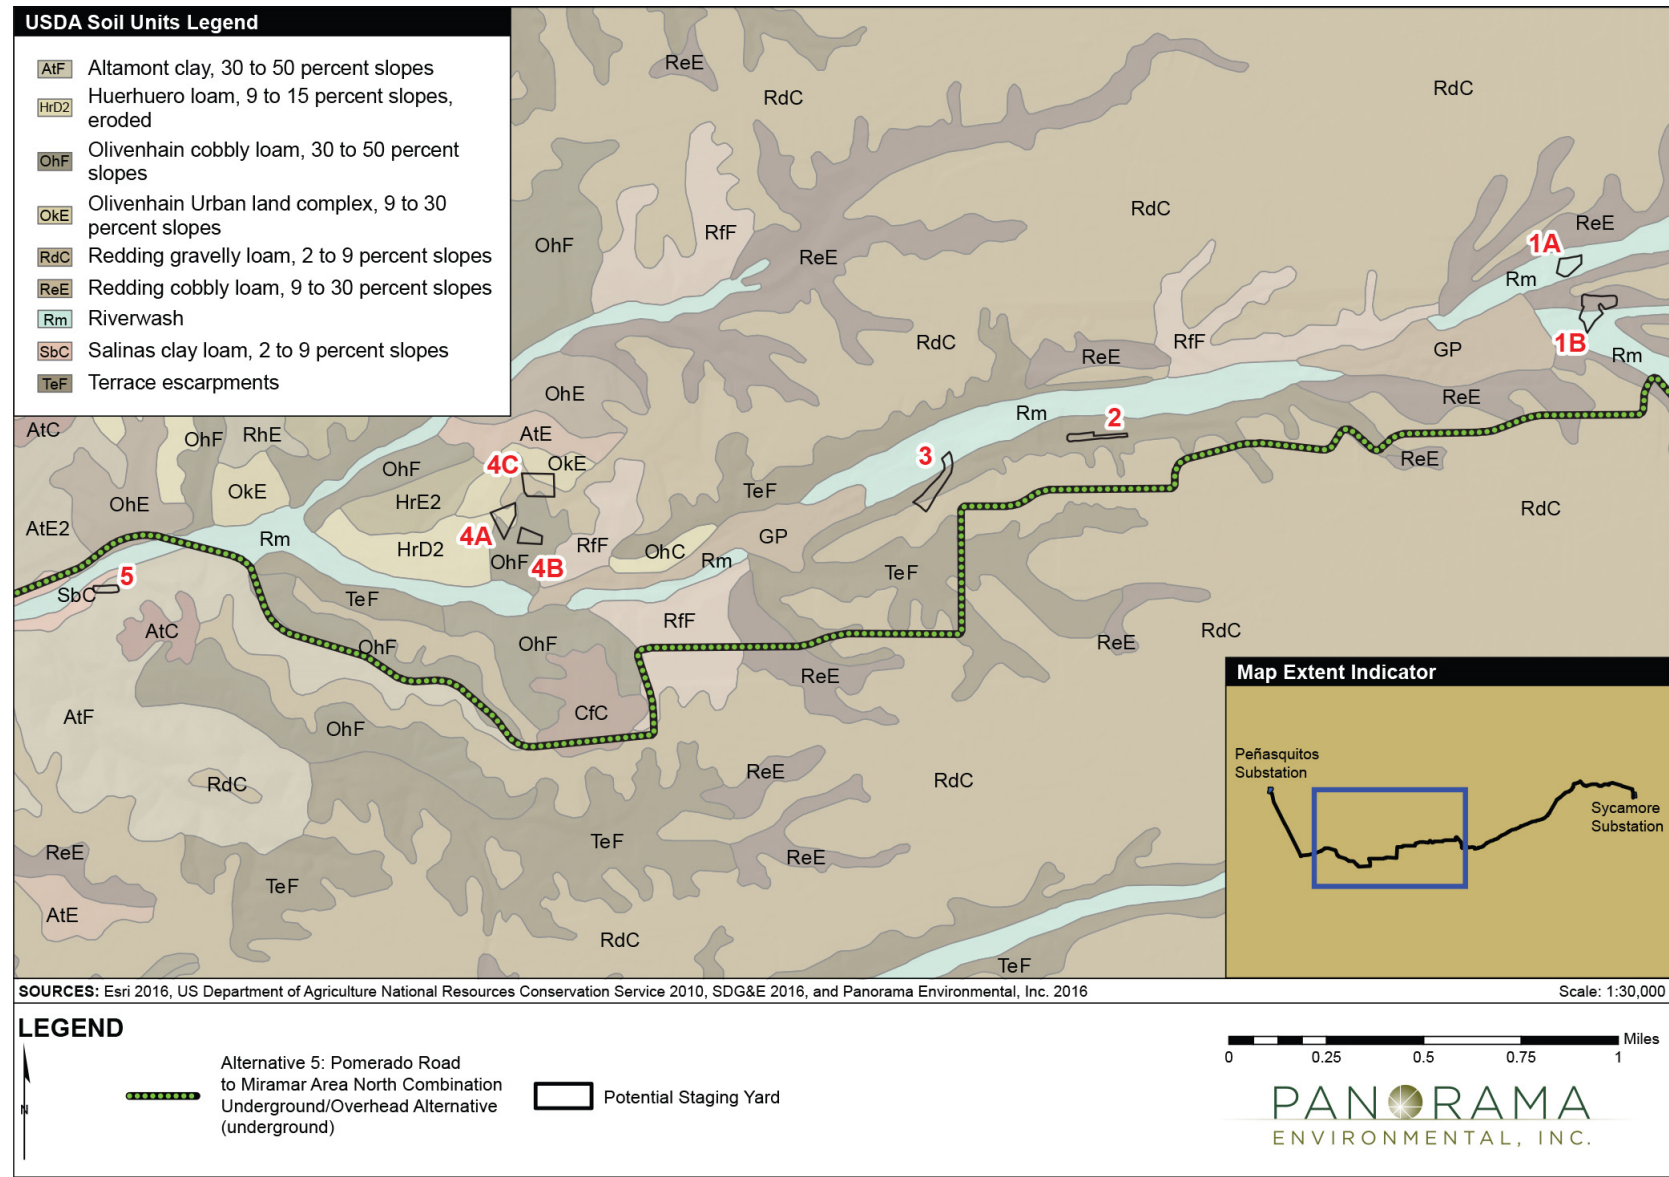 USDA Soil Units Legend
AtF Altamont clay, 30 to 50 percent slopes
HrD2 Huerhuero loam, 9 to 15 percent slopes,
eroded
OhF Olivenhain cobbly loam, 30 to 50 percent
slopes
OkE Olivenhain Urban land complex, 9 to 30
percent slopes
RdC Redding gravelly loam, 2 to 9 percent slopes
ReE Redding cobbly loam, 9 to 30 percent slopes
Rm Riverwash
SbC Salinas clay loam, 2 to 9 percent slopes
TeF Terrace escarpments
ReE
RdC
RdC
RdC
ReE
RfF
OhF
1A
ReE
Rm
RdC
RfF
GP
1B
Rm
ReE
OhE
ReE
Rm
2
AtC
OhF
RhE
AtE
3
4C
OkE
OhF
ReE
OkE
HrE2
TeF
OhE
RdC
AtE2
Rm
HrD2
4A
OhF
4B
RfF
OhC
Rm
GP
TeF
5
SbC
TeF
AtC
RfF
RdC
OhF
OhF
ReE
ReE
AtF
CfC
OhF
ReE
RdC
RdC
TeF
ReE
ReE
TeF
AtE
RdC
TeF
Map Extent Indicator
Peñasquitos
Substation
Sycamore
Substation
SOURCES: Esri 2016, US Department of Agriculture National Resources Conservation Service 2010, SDG&E 2016, and Panorama Environmental, Inc. 2016
Scale: 1:30,000
LEGEND
N
Alternative 5: Pomerado Road
to Miramar Area North Combination
Underground/Overhead Alternative
(underground)
Potential Staging Yard
Miles
0 0.25 0.5 0.75 1
PANORAMA
ENVIRONMENTAL, INC.